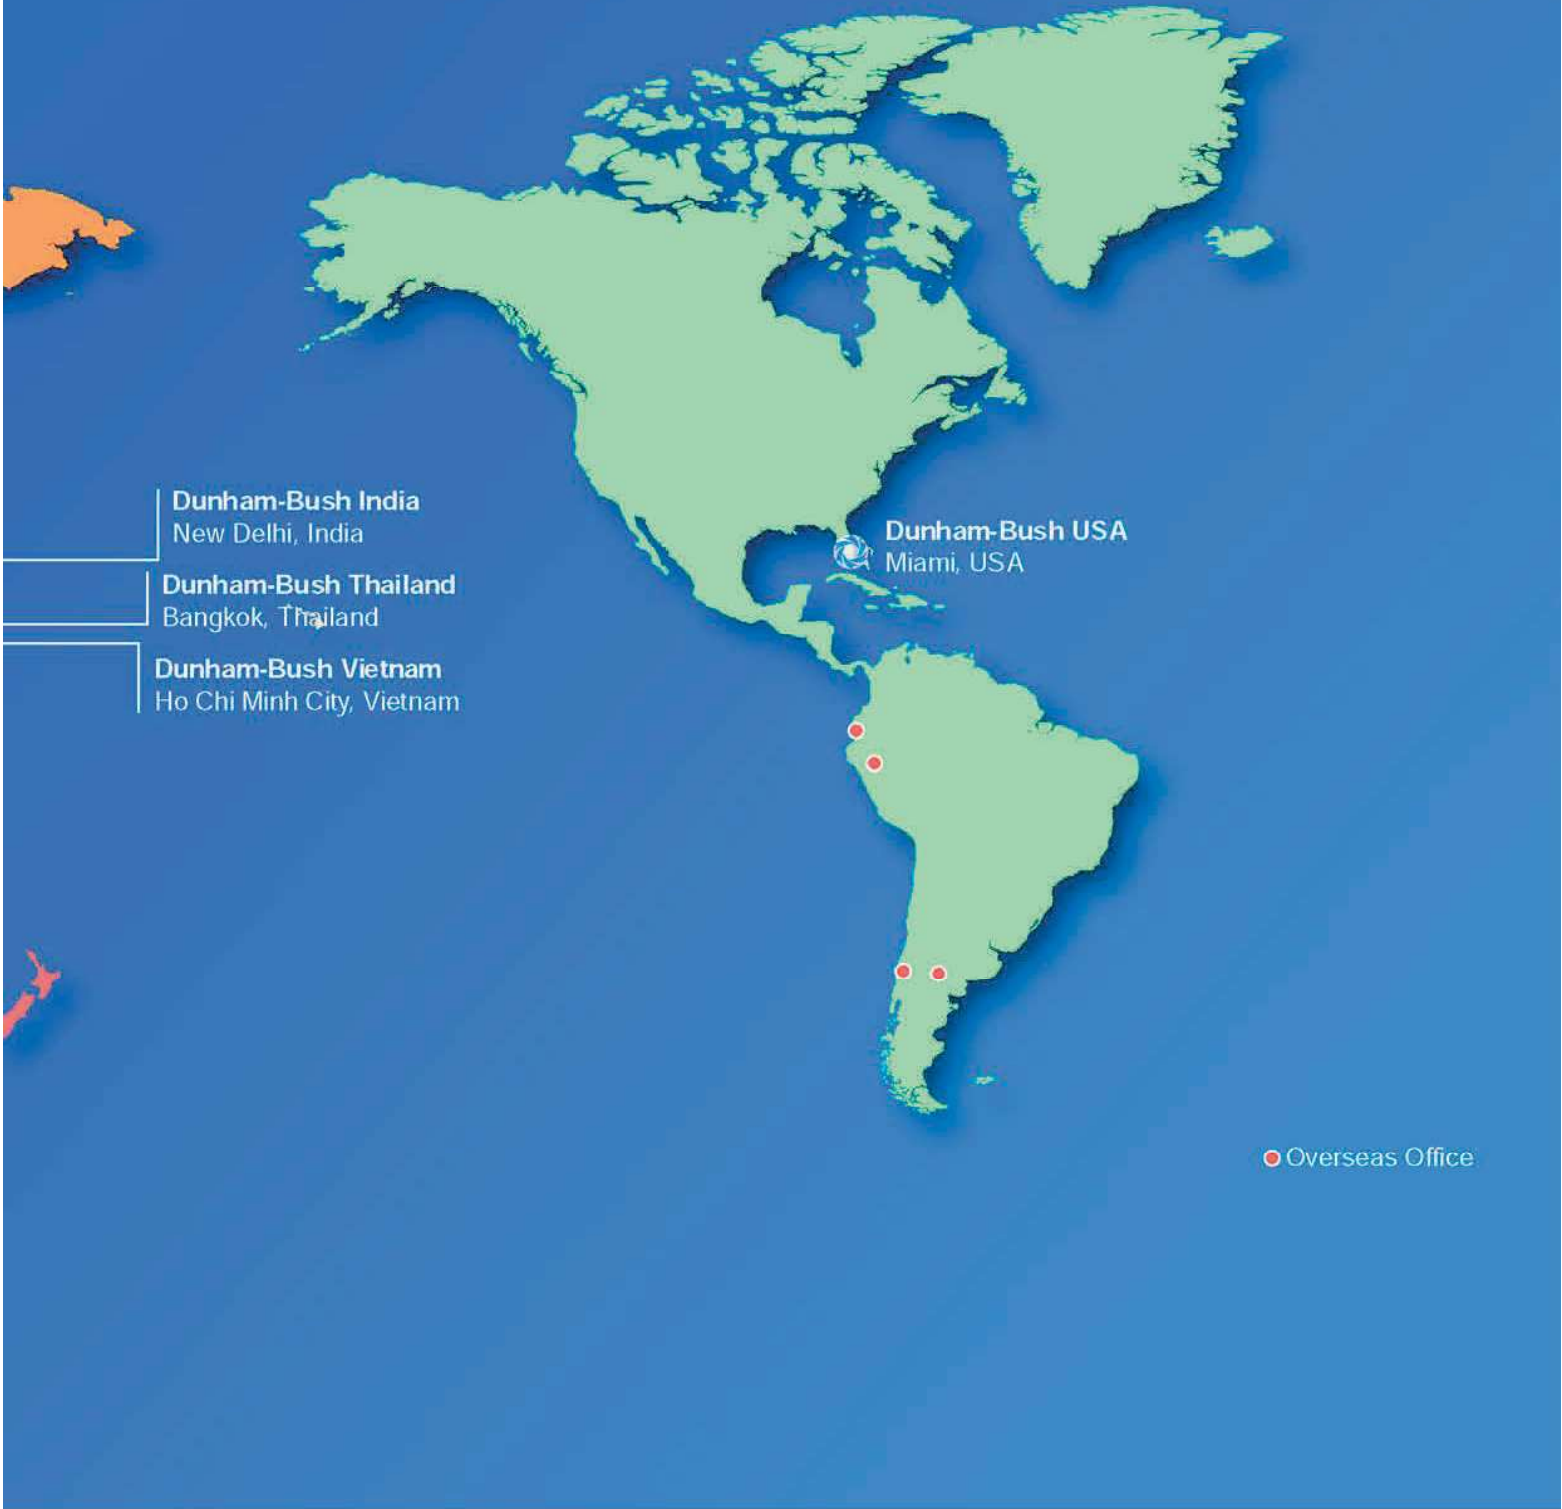 Dunham-Bush India
New Delhi, India
Dunham-Bush USA
Miami, USA
Dunham-Bush Thailand
Bangkok, Thailand
Dunham-Bush Vietnam
Ho Chi Minh City, Vietnam
Overseas Office